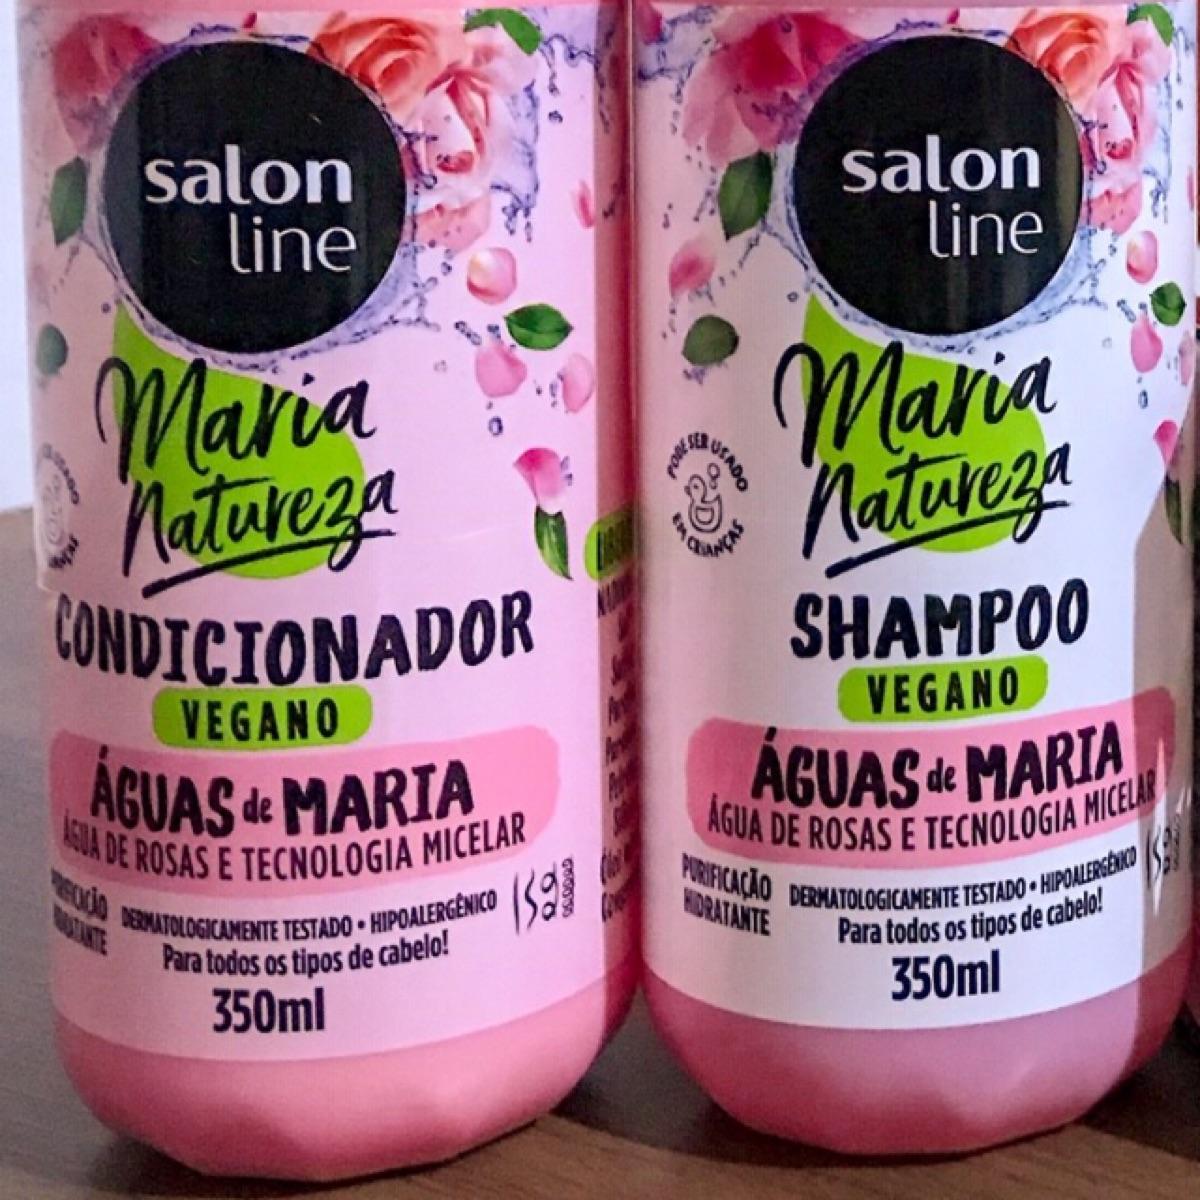 salon
line
Maria
Natureza
CONDICIONADOR
VEGANO
ÁGUAS de MARIA
ÁGUA DE ROSAS E TECNOLOGIA MICELAR
PURIFICAÇÃO
HIDRATANTE
DERMATOLOGICAMENTE TESTADO • HIPOALERGÊNICO
Para todos os tipos de cabelo!
350ml
salon
line
Maria
Natureza
PODE SER USADO
EM CRIANÇAS
SHAMPOO
VEGANO
ÁGUAS de MARIA
ÁGUA DE ROSAS E TECNOLOGIA MICELAR
PURIFICAÇÃO
HIDRATANTE
DERMATOLOGICAMENTE TESTADO • HIPOALERGÊNICO
Para todos os tipos de cabelo!
350ml